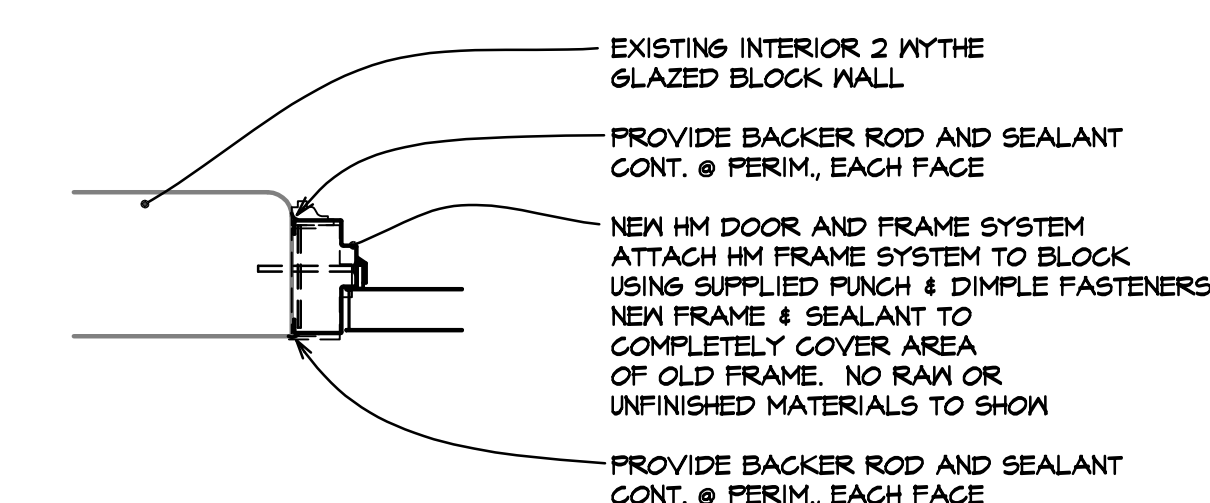 EXISTING INTERIOR 2 WYTHE
GLAZED BLOCK WALL
PROVIDE BACKER ROD AND SEALANT
CONT. @ PERIM., EACH FACE
NEW HM DOOR AND FRAME SYSTEM
ATTACH HM FRAME SYSTEM TO BLOCK
USING SUPPLIED PUNCH & DIMPLE FASTENERS
NEW FRAME & SEALANT TO
COMPLETELY COVER AREA
OF OLD FRAME. NO RAW OR
UNFINISHED MATERIALS TO SHOW
PROVIDE BACKER ROD AND SEALANT
CONT. @ PERIM., EACH FACE